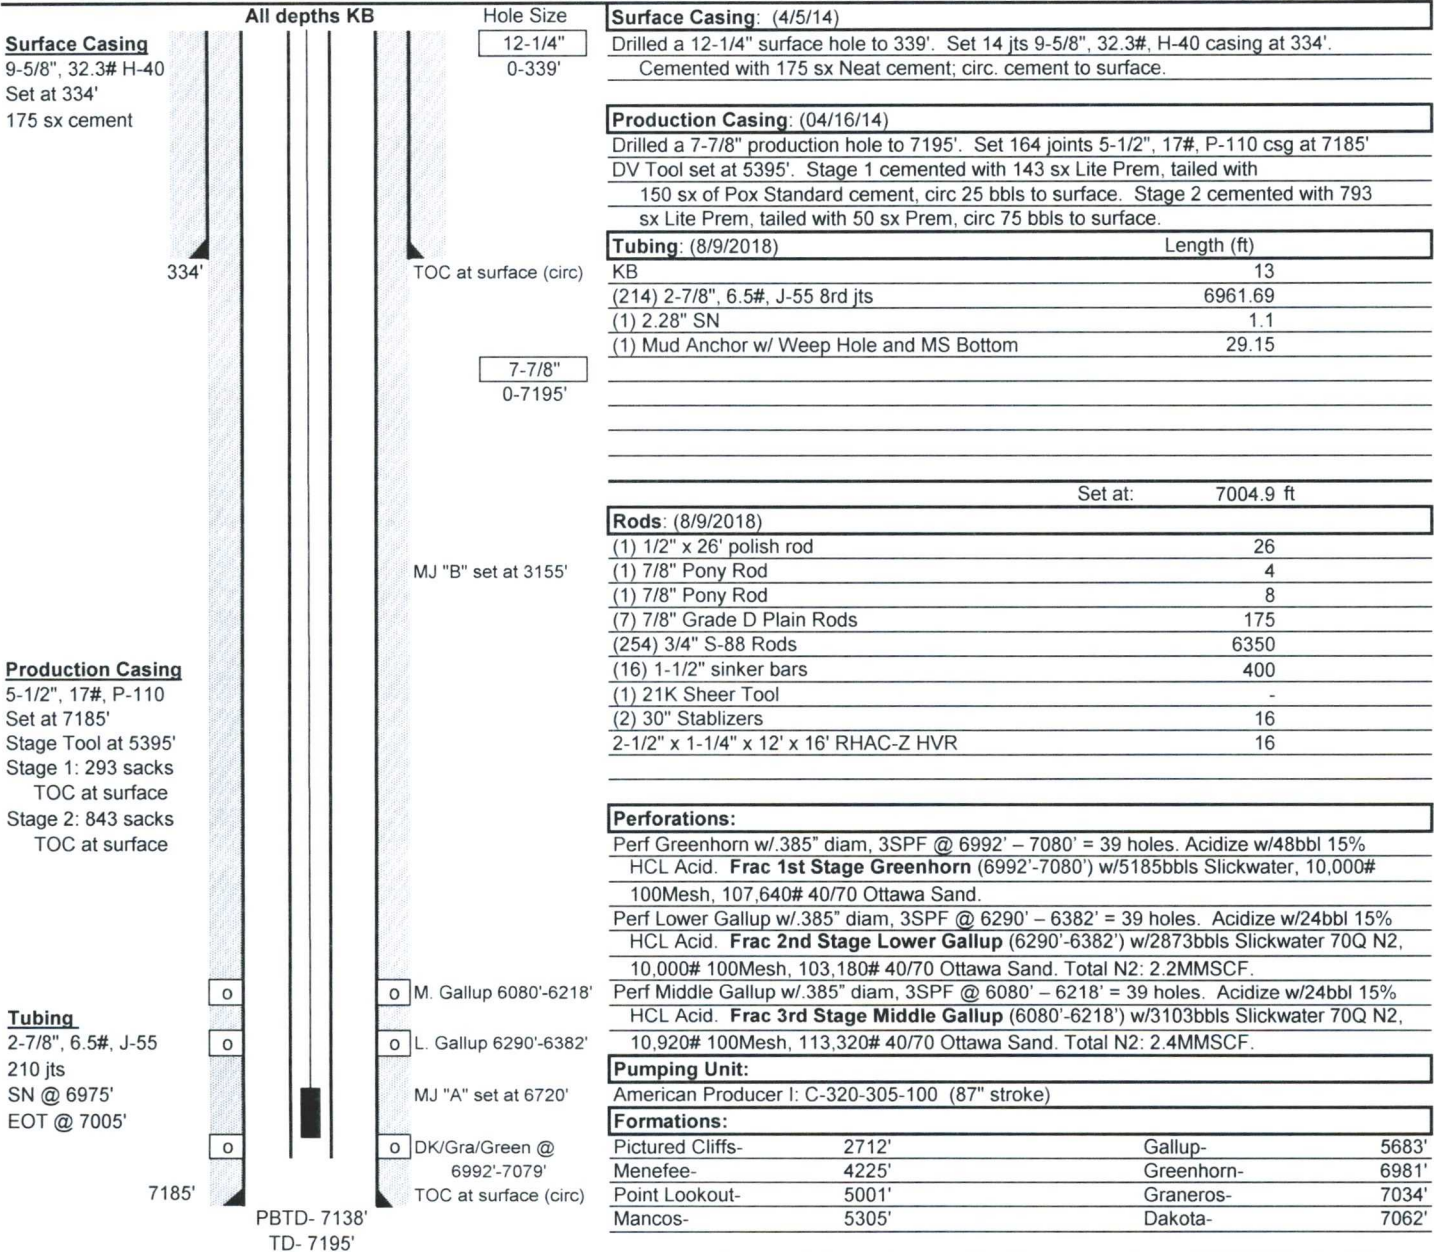 All depths KB
Hole Size
Surface Casing
9-5/8", 32.3# H-40
Set at 334'
175 sx cement
12-1/4"
0-339'
334'
TOC at surface (circ)
7-7/8"
0-7195'
MJ "B" set at 3155'
Production Casing
5-1/2", 17#, P-110
Set at 7185'
Stage Tool at 5395'
Stage 1: 293 sacks
TOC at surface
Stage 2: 843 sacks
TOC at surface
o o M. Gallup 6080'-6218'
Tubing
2-7/8", 6.5#, J-55
210 jts
SN @ 6975'
EOT @ 7005'
o o L. Gallup 6290'-6382'
MJ "A" set at 6720'
o o DK/Gra/Green @
6992'-7079'
7185'
TOC at surface (circ)
PBTD- 7138'
TD- 7195'
Surface Casing: (4/5/14)
Drilled a 12-1/4" surface hole to 339'. Set 14 jts 9-5/8", 32.3#, H-40 casing at 334'.
Cemented with 175 sx Neat cement; circ. cement to surface.
Production Casing: (04/16/14)
Drilled a 7-7/8" production hole to 7195'. Set 164 joints 5-1/2", 17#, P-110 csg at 7185'
DV Tool set at 5395'. Stage 1 cemented with 143 sx Lite Prem, tailed with
150 sx of Pox Standard cement, circ 25 bbls to surface. Stage 2 cemented with 793
sx Lite Prem, tailed with 50 sx Prem, circ 75 bbls to surface.
Tubing: (8/9/2018) Length (ft)
KB 13
(214) 2-7/8", 6.5#, J-55 8rd jts 6961.69
(1) 2.28" SN 1.1
(1) Mud Anchor w/ Weep Hole and MS Bottom 29.15
Set at: 7004.9 ft
Rods: (8/9/2018)
(1) 1/2" x 26' polish rod 26
(1) 7/8" Pony Rod 4
(1) 7/8" Pony Rod 8
(7) 7/8" Grade D Plain Rods 175
(254) 3/4" S-88 Rods 6350
(16) 1-1/2" sinker bars 400
(1) 21K Sheer Tool -
(2) 30" Stablizers 16
2-1/2" x 1-1/4" x 12' x 16' RHAC-Z HVR 16
Perforations:
Perf Greenhorn w/.385" diam, 3SPF @ 6992' – 7080' = 39 holes. Acidize w/48bbl 15%
HCL Acid. Frac 1st Stage Greenhorn (6992'-7080') w/5185bbls Slickwater, 10,000#
100Mesh, 107,640# 40/70 Ottawa Sand.
Perf Lower Gallup w/.385" diam, 3SPF @ 6290' – 6382' = 39 holes. Acidize w/24bbl 15%
HCL Acid. Frac 2nd Stage Lower Gallup (6290'-6382') w/2873bbls Slickwater 70Q N2,
10,000# 100Mesh, 103,180# 40/70 Ottawa Sand. Total N2: 2.2MMSCF.
Perf Middle Gallup w/.385" diam, 3SPF @ 6080' – 6218' = 39 holes. Acidize w/24bbl 15%
HCL Acid. Frac 3rd Stage Middle Gallup (6080'-6218') w/3103bbls Slickwater 70Q N2,
10,920# 100Mesh, 113,320# 40/70 Ottawa Sand. Total N2: 2.4MMSCF.
Pumping Unit:
American Producer I: C-320-305-100 (87" stroke)
Formations:
Pictured Cliffs- 2712' Gallup- 5683'
Menefee- 4225' Greenhorn- 6981'
Point Lookout- 5001' Graneros- 7034'
Mancos- 5305' Dakota- 7062'